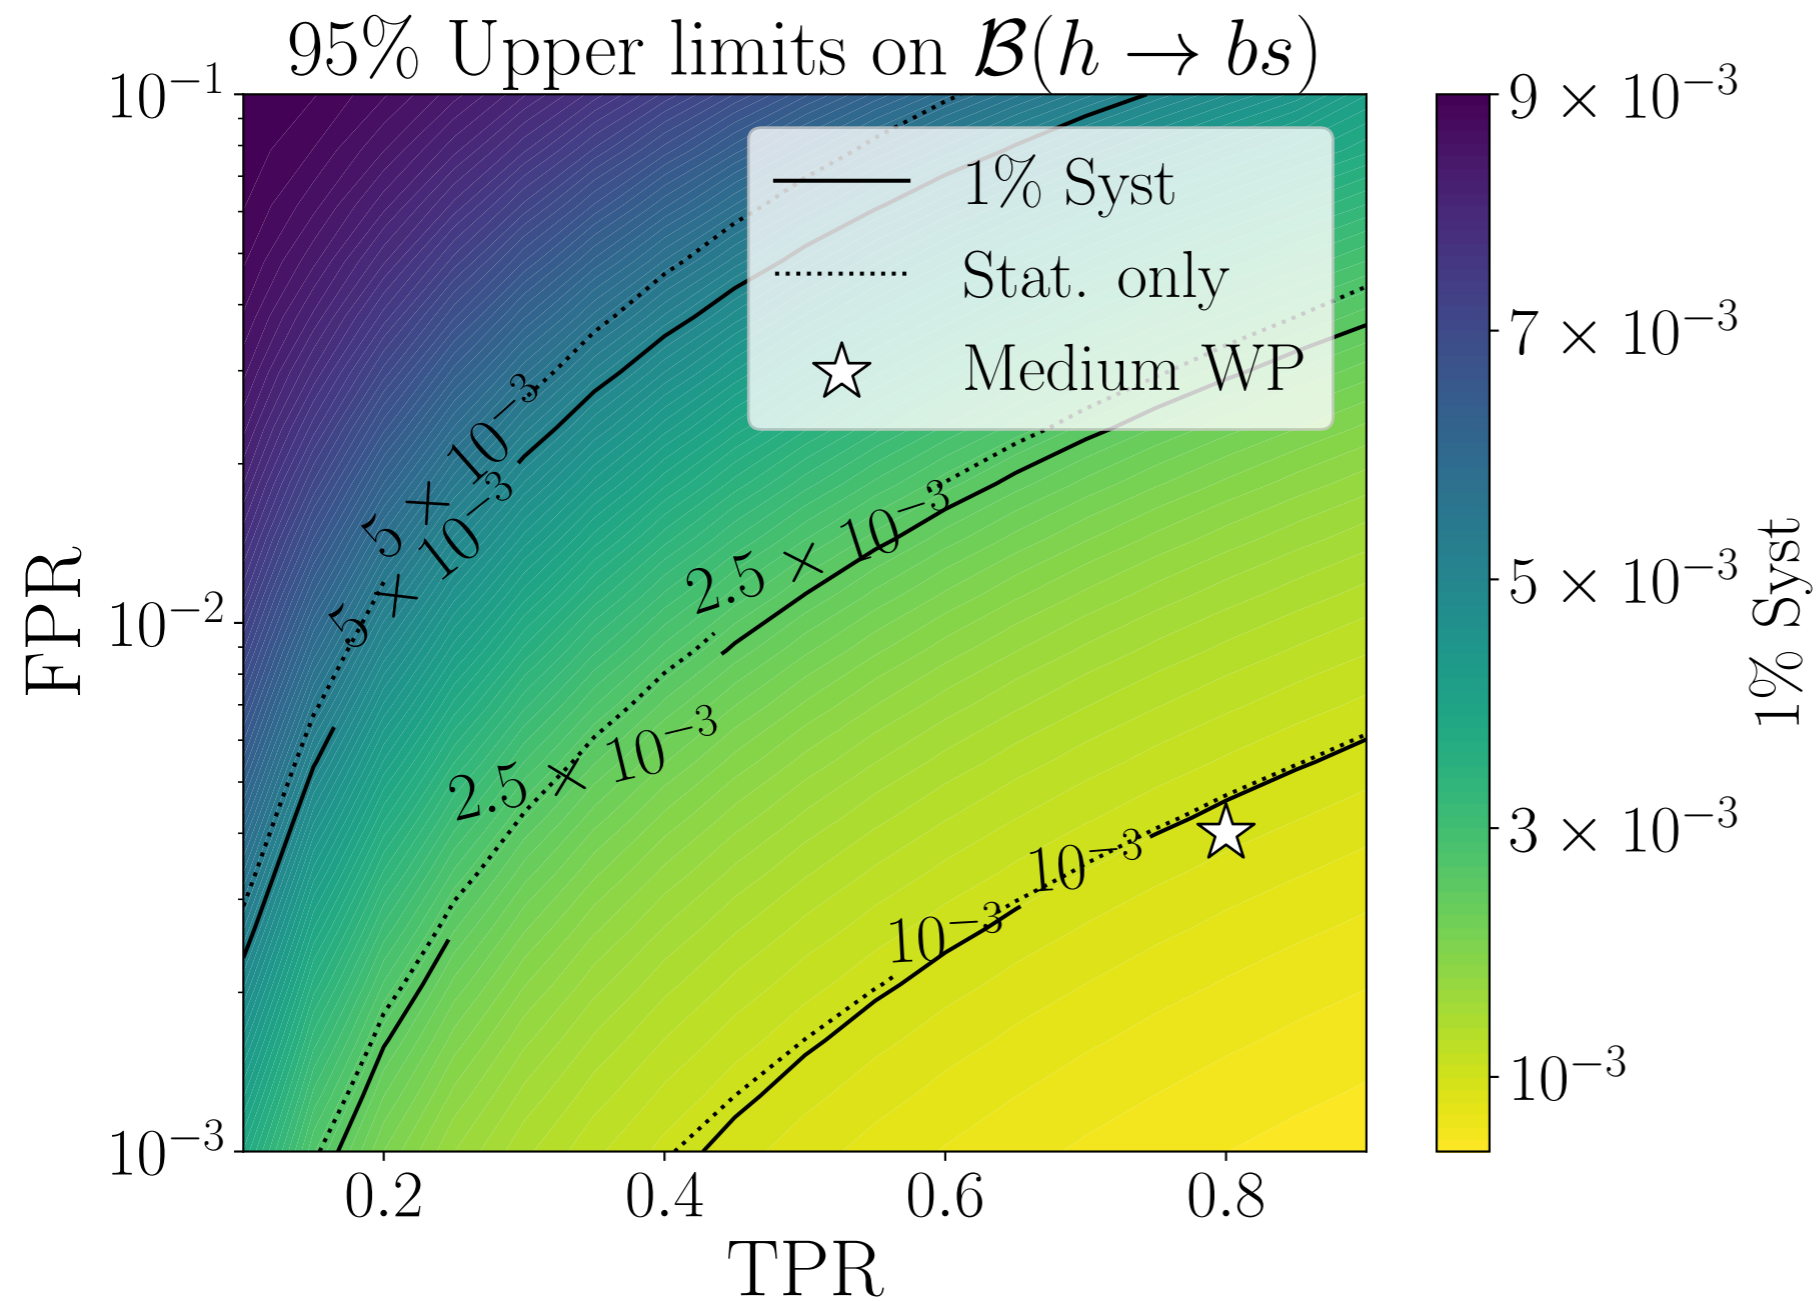 95% Upper limits on ℬ(h → bs)
10⁻¹
10⁻²
10⁻³
FPR
0.2
0.4
0.6
0.8
TPR
1% Syst
Stat. only
Medium WP
5 × 10⁻³
5 × 10⁻³
2.5 × 10⁻³
2.5 × 10⁻³
10⁻³
10⁻³
9 × 10⁻³
7 × 10⁻³
5 × 10⁻³
3 × 10⁻³
10⁻³
1% Syst